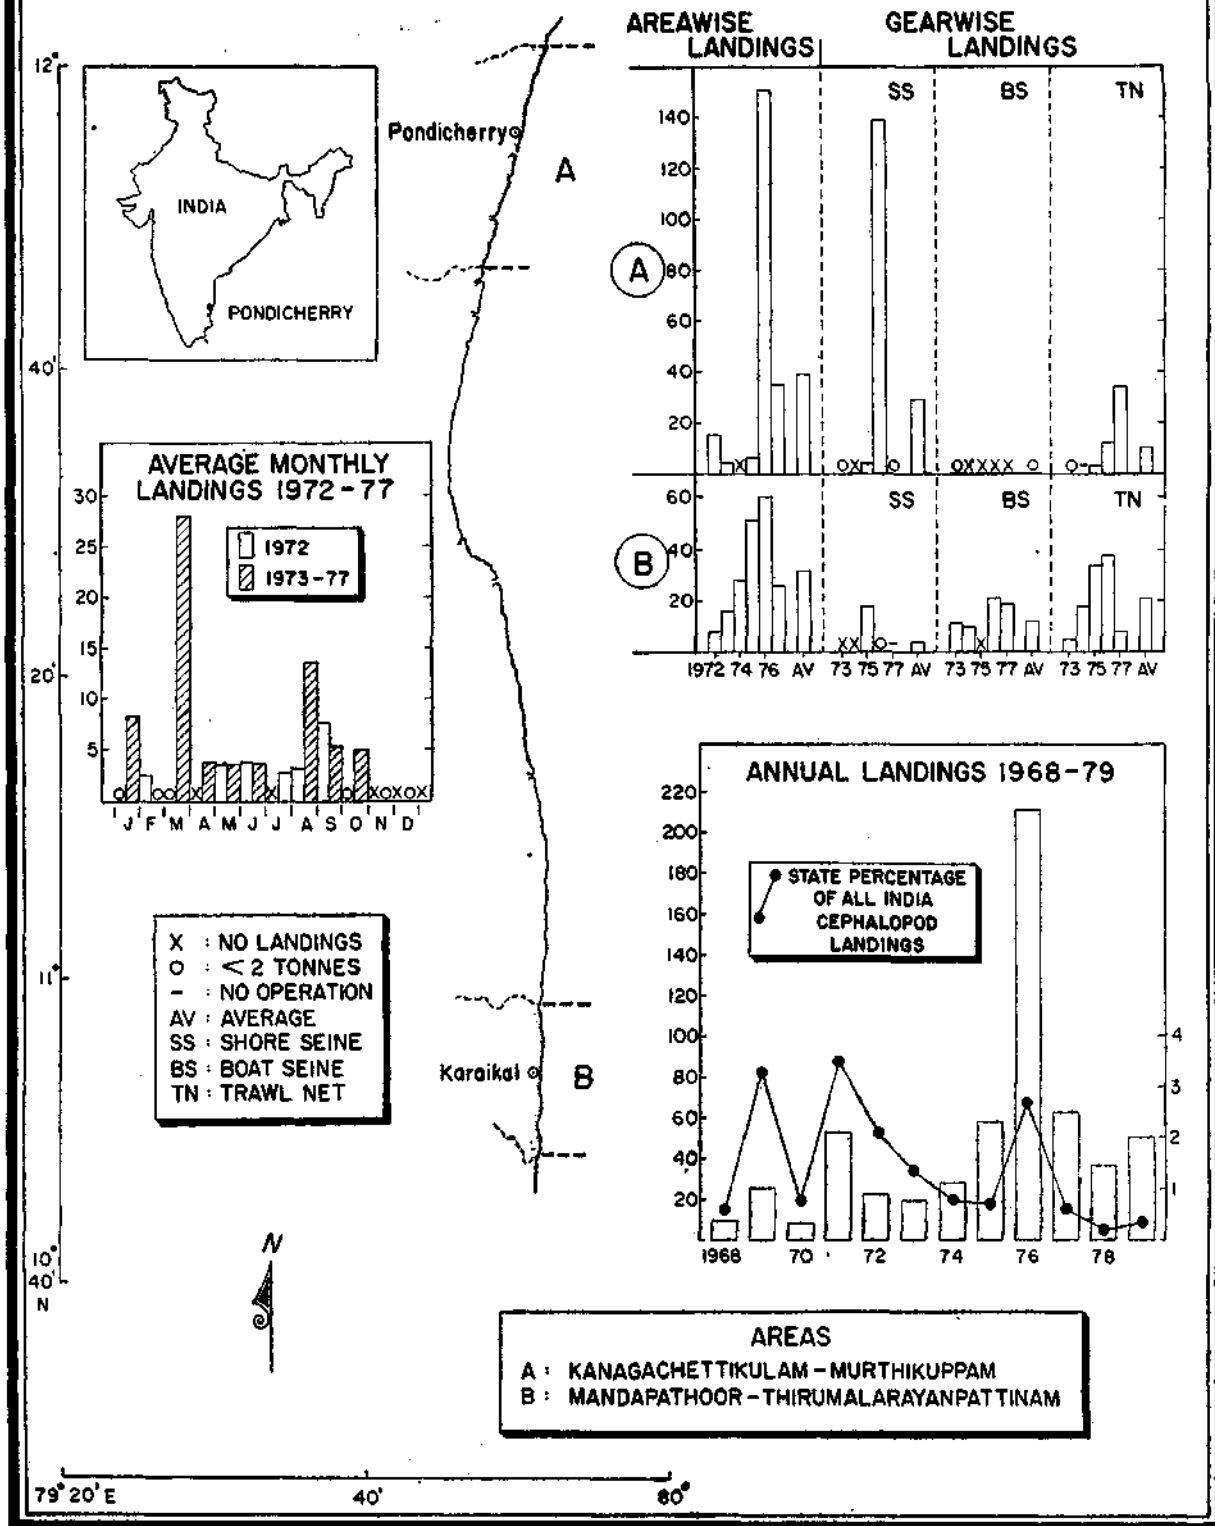 AREAWISE
LANDINGS
GEARWISE
LANDINGS
12°
40'
20'
11°
10°
40'
N
79° 20' E
40'
80°
INDIA
PONDICHERRY
Pondicherry
A
Karaikal
B
N
A
140
120
100
80
60
40
20
SS
BS
TN
X
O X
O
O X X X X
O
O -
B
60
40
20
SS
BS
TN
X X
O -
X
1972 74 76 AV
73 75 77 AV
73 75 77 AV
73 75 77 AV
AVERAGE MONTHLY
LANDINGS 1972-77
1972
1973-77
30
25
20
15
10
5
O O O X X O X O X O X
J F M A M J J A S O N D
X : NO LANDINGS
O : < 2 TONNES
- : NO OPERATION
AV : AVERAGE
SS : SHORE SEINE
BS : BOAT SEINE
TN : TRAWL NET
ANNUAL LANDINGS 1968-79
STATE PERCENTAGE
OF ALL INDIA
CEPHALOPOD
LANDINGS
220
200
180
160
140
120
100
80
60
40
20
4
3
2
1
1968 70 72 74 76 78
AREAS
A : KANAGACHETTIKULAM - MURTHIKUPPAM
B : MANDAPATHOOR - THIRUMALARAYANPATTINAM